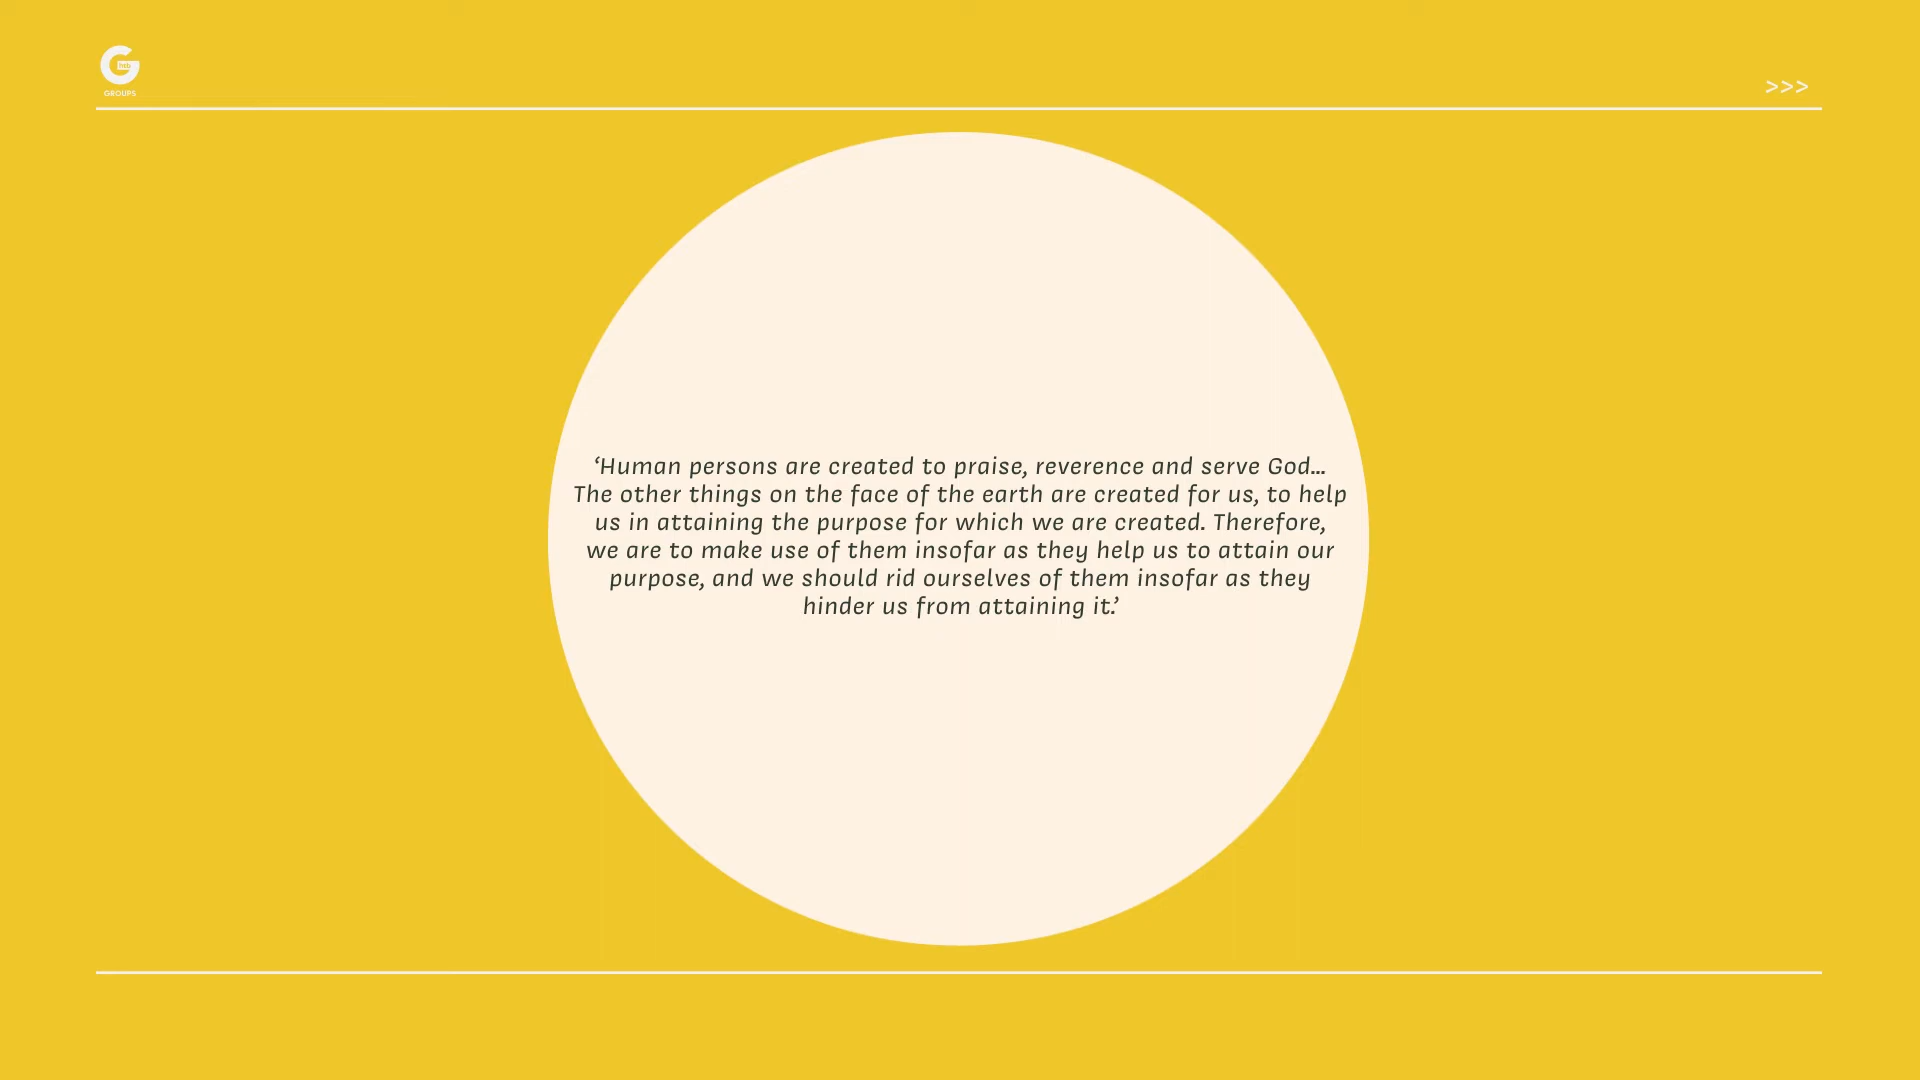 htb
GROUPS
>>>
‘Human persons are created to praise, reverence and serve God...
The other things on the face of the earth are created for us, to help
us in attaining the purpose for which we are created. Therefore,
we are to make use of them insofar as they help us to attain our
purpose, and we should rid ourselves of them insofar as they
hinder us from attaining it.’